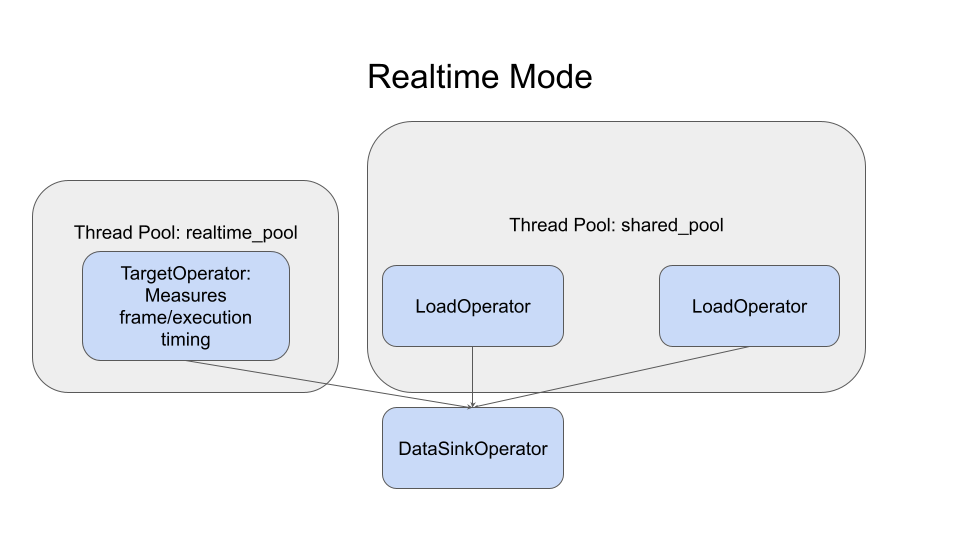 Realtime Mode
Thread Pool: realtime_pool
TargetOperator:
Measures
frame/execution
timing
Thread Pool: shared_pool
LoadOperator
LoadOperator
DataSinkOperator